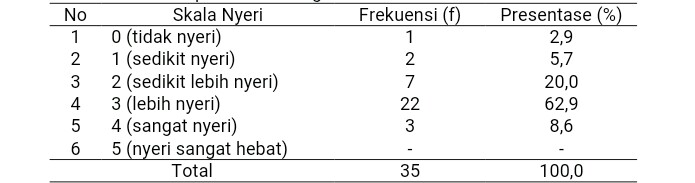 No Skala Nyeri Frekuensi (f) Presentase (%)
1 0 (tidak nyeri) 1 2,9
2 1 (sedikit nyeri) 2 5,7
3 2 (sedikit lebih nyeri) 7 20,0
4 3 (lebih nyeri) 22 62,9
5 4 (sangat nyeri) 3 8,6
6 5 (nyeri sangat hebat) - -
Total 35 100,0